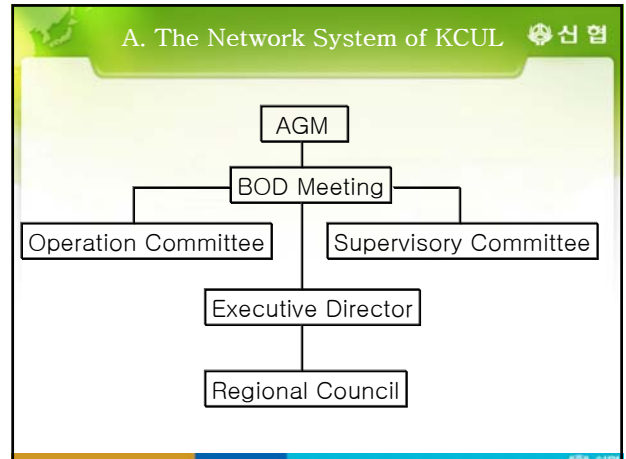 A. The Network System of KCUL
신협
AGM
BOD Meeting
Operation Committee
Supervisory Committee
Executive Director
Regional Council